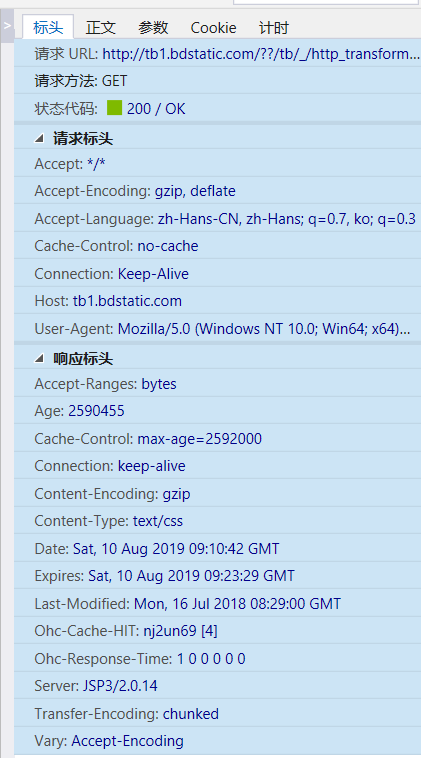 标头 正文 参数 Cookie 计时
请求 URL: http://tb1.bdstatic.com/??/tb/_/http_transform...
请求方法: GET
状态代码: 200 / OK
请求标头
Accept: */*
Accept-Encoding: gzip, deflate
Accept-Language: zh-Hans-CN, zh-Hans; q=0.7, ko; q=0.3
Cache-Control: no-cache
Connection: Keep-Alive
Host: tb1.bdstatic.com
User-Agent: Mozilla/5.0 (Windows NT 10.0; Win64; x64)...
响应标头
Accept-Ranges: bytes
Age: 2590455
Cache-Control: max-age=2592000
Connection: keep-alive
Content-Encoding: gzip
Content-Type: text/css
Date: Sat, 10 Aug 2019 09:10:42 GMT
Expires: Sat, 10 Aug 2019 09:23:29 GMT
Last-Modified: Mon, 16 Jul 2018 08:29:00 GMT
Ohc-Cache-HIT: nj2un69 [4]
Ohc-Response-Time: 1 0 0 0 0 0
Server: JSP3/2.0.14
Transfer-Encoding: chunked
Vary: Accept-Encoding